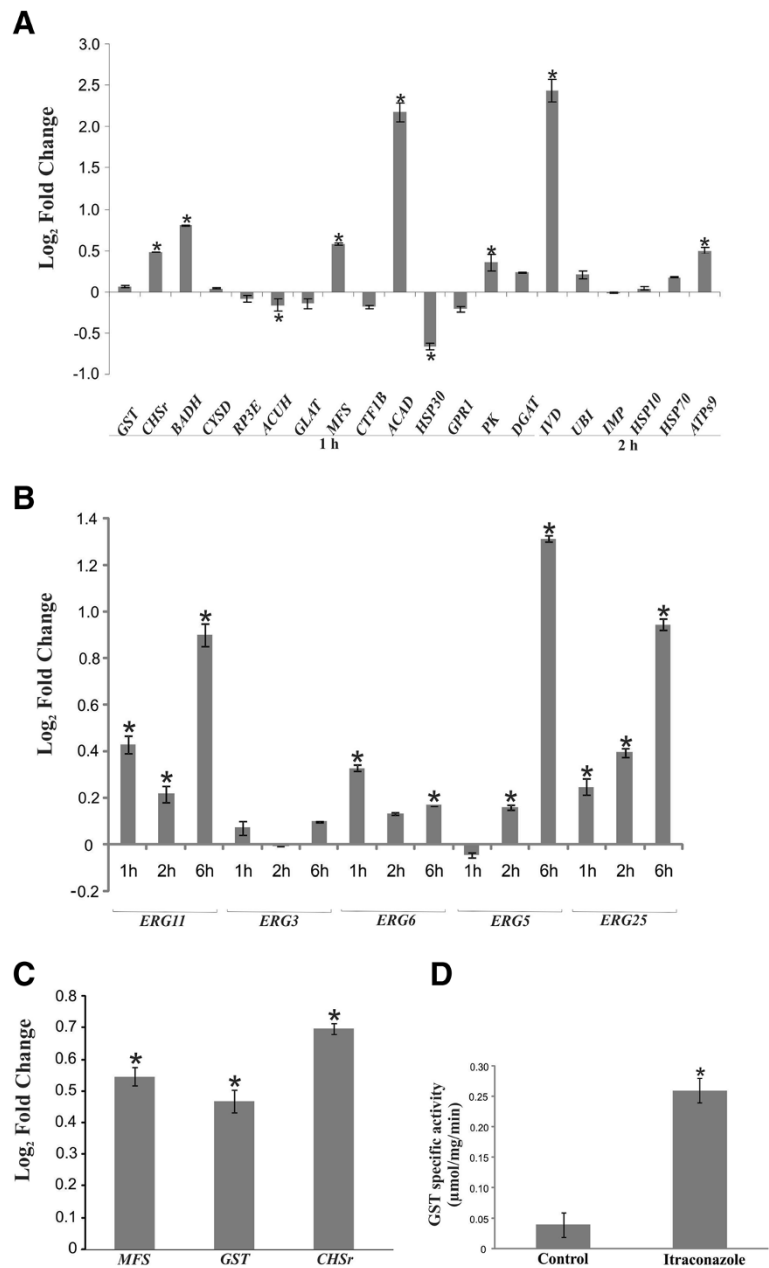 A
Log2 Fold Change
3.0
2.5
2.0
1.5
1.0
0.5
0
-0.5
-1.0
* * * * * * * * *
GST CHSr BADH CYSD RP3E ACUH GLAT MFS CTF1B ACAD HSP30 GPR1 PK DGAT IVD UBI IMP HSP10 HSP70 ATPs9
1 h 2 h
B
Log2 Fold Change
1.4
1.2
1.0
0.8
0.6
0.4
0.2
0
-0.2
* * * * * * * * * *
1h 2h 6h 1h 2h 6h 1h 2h 6h 1h 2h 6h 1h 2h 6h
ERG11 ERG3 ERG6 ERG5 ERG25
C
Log2 Fold Change
0.8
0.7
0.6
0.5
0.4
0.3
0.2
0.1
0
* * *
MFS GST CHSr
D
GST specific activity
(µmol/mg/min)
0.30
0.25
0.20
0.15
0.10
0.05
0
*
Control Itraconazole